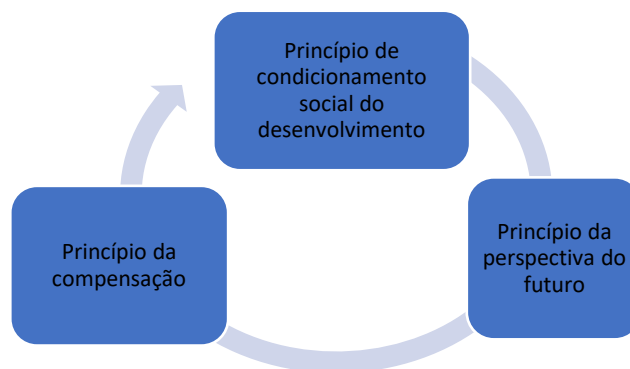 Princípio de
condicionamento
social do
desenvolvimento
Princípio da
perspectiva do
futuro
Princípio da
compensação